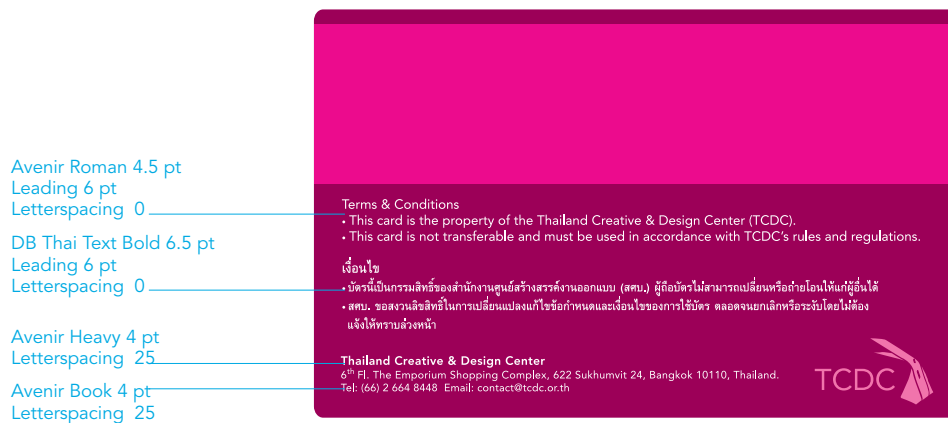 Avenir Roman 4.5 pt
Leading 6 pt
Letterspacing 0
DB Thai Text Bold 6.5 pt
Leading 6 pt
Letterspacing 0
Avenir Heavy 4 pt
Letterspacing 25
Avenir Book 4 pt
Letterspacing 25
Terms & Conditions
• This card is the property of the Thailand Creative & Design Center (TCDC).
• This card is not transferable and must be used in accordance with TCDC's rules and regulations.
เงื่อนไข
• บัตรนี้เป็นกรรมสิทธิ์ของสำนักงานศูนย์สร้างสรรค์งานออกแบบ (สศบ.) ผู้ถือบัตรไม่สามารถเปลี่ยนหรือถ่ายโอนให้แก่ผู้อื่นได้
• สศบ. ขอสงวนลิขสิทธิ์ในการเปลี่ยนแปลงแก้ไขข้อกำหนดและเงื่อนไขของการใช้บัตร ตลอดจนยกเลิกหรือระงับโดยไม่ต้อง
แจ้งให้ทราบล่วงหน้า
Thailand Creative & Design Center
6th Fl. The Emporium Shopping Complex, 622 Sukhumvit 24, Bangkok 10110, Thailand.
Tel: (66) 2 664 8448 Email: contact@tcdc.or.th
TCDC